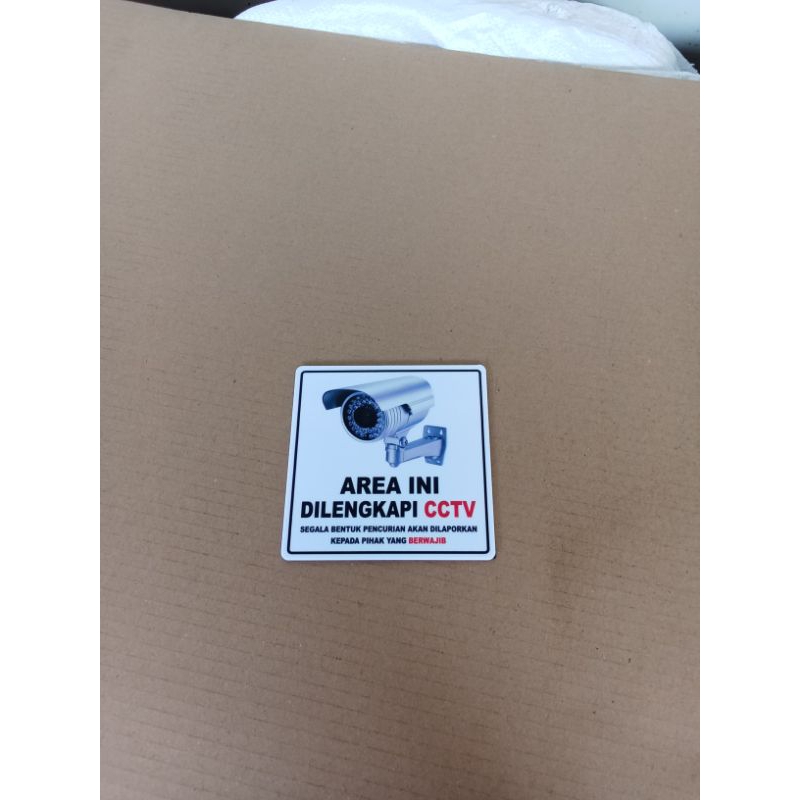 AREA INI
DILENGKAPI CCTV
SEGALA BENTUK PENCURIAN AKAN DILAPORKAN
KEPADA PIHAK YANG BERWAJIB